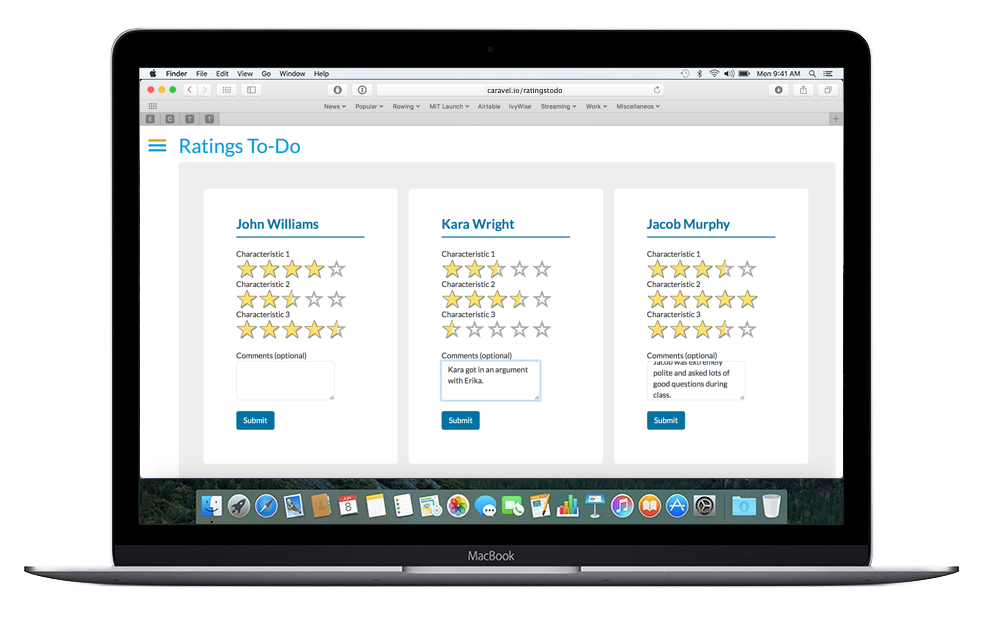 Finder File Edit View Go Window Help Mon 9:41 AM
caravel.io/ratingstodo
News Popular Rowing MIT Launch Airtable IvyWise Streaming Work Miscellaneos
E C T T
Ratings To-Do
John Williams
Characteristic 1
Characteristic 2
Characteristic 3
Comments (optional)
Submit
Kara Wright
Characteristic 1
Characteristic 2
Characteristic 3
Comments (optional)
Kara got in an argument
with Erika.
Submit
Jacob Murphy
Characteristic 1
Characteristic 2
Characteristic 3
Comments (optional)
Jacob was extremely
polite and asked lots of
good questions during
class.
Submit
JUN
8
MacBook